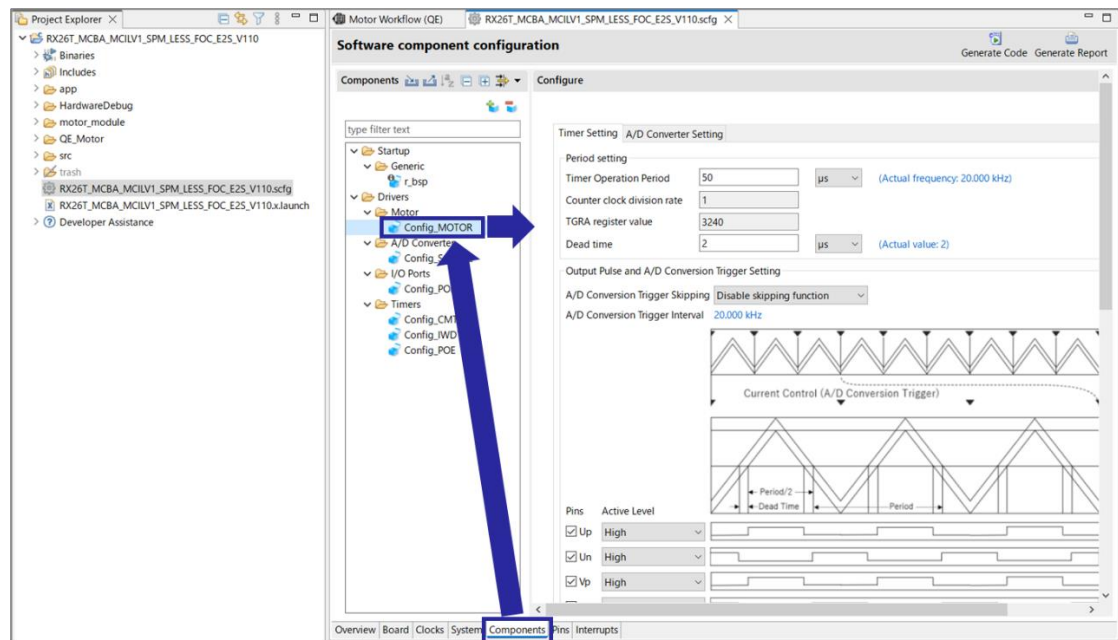 Project Explorer
RX26T_MCBA_MCILV1_SPM_LESS_FOC_E2S_V110
Binaries
Includes
app
HardwareDebug
motor_module
QE_Motor
src
trash
RX26T_MCBA_MCILV1_SPM_LESS_FOC_E2S_V110.scfg
RX26T_MCBA_MCILV1_SPM_LESS_FOC_E2S_V110.x.launch
Developer Assistance
Motor Workflow (QE)
RX26T_MCBA_MCILV1_SPM_LESS_FOC_E2S_V110.scfg
Software component configuration
Generate Code Generate Report
Components
type filter text
Startup
Generic
r_bsp
Drivers
Motor
Config_MOTOR
A/D Converter
Config_S
I/O Ports
Config_PO
Timers
Config_CMT
Config_IWD
Config_POE
Configure
Timer Setting A/D Converter Setting
Period setting
Timer Operation Period 50 μs (Actual frequency: 20.000 kHz)
Counter clock division rate 1
TGRA register value 3240
Dead time 2 μs (Actual value: 2)
Output Pulse and A/D Conversion Trigger Setting
A/D Conversion Trigger Skipping Disable skipping function
A/D Conversion Trigger Interval 20.000 kHz
Current Control (A/D Conversion Trigger)
Period/2
Dead Time Period
Pins Active Level
Up High
Un High
Vp High
Overview Board Clocks System Components Pins Interrupts